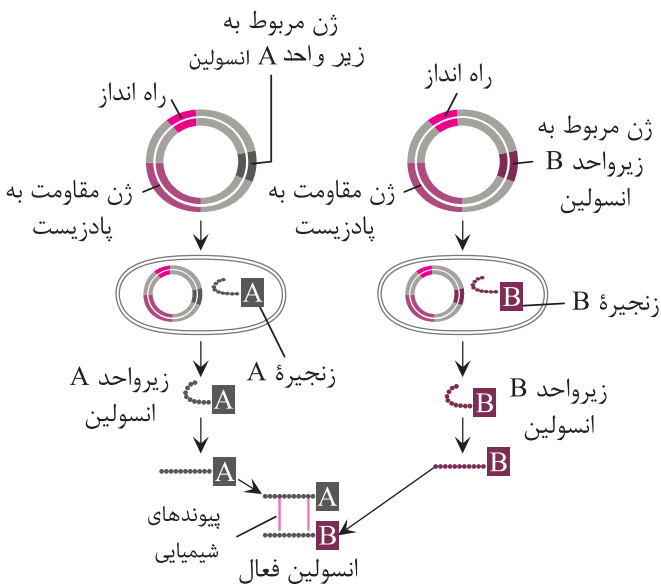 ژن مربوط به
زیر واحد A انسولین
راه انداز
راه انداز
ژن مربوط به
زیرواحد B
انسولین
ژن مقاومت به
پادزیست
ژن مقاومت به
پادزیست
B
زنجیرهٔ B
A
زنجیرهٔ A
B
زیرواحد B
انسولین
A
زیرواحد A
انسولین
B
A
A
B
پیوندهای
شیمیایی
انسولین فعال